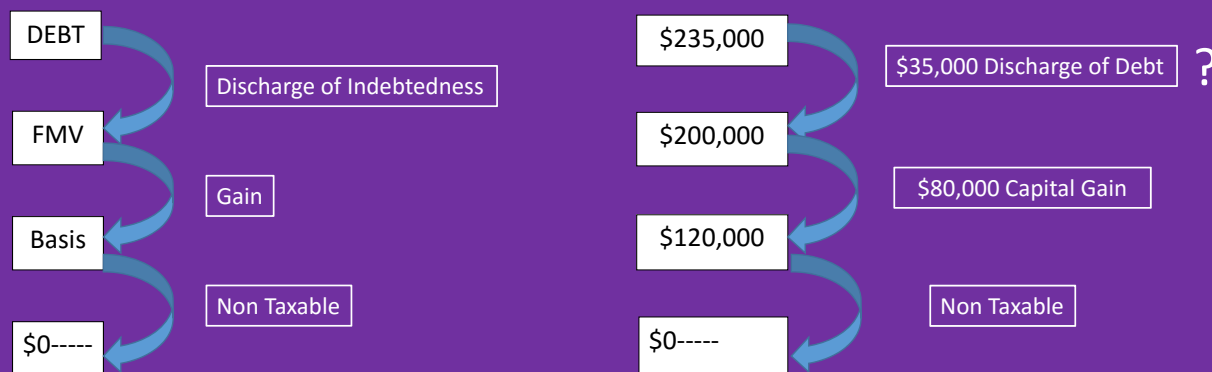 DEBT
Discharge of Indebtedness
FMV
Gain
Basis
Non Taxable
$0-----
$235,000
$35,000 Discharge of Debt
?
$200,000
$80,000 Capital Gain
$120,000
Non Taxable
$0-----